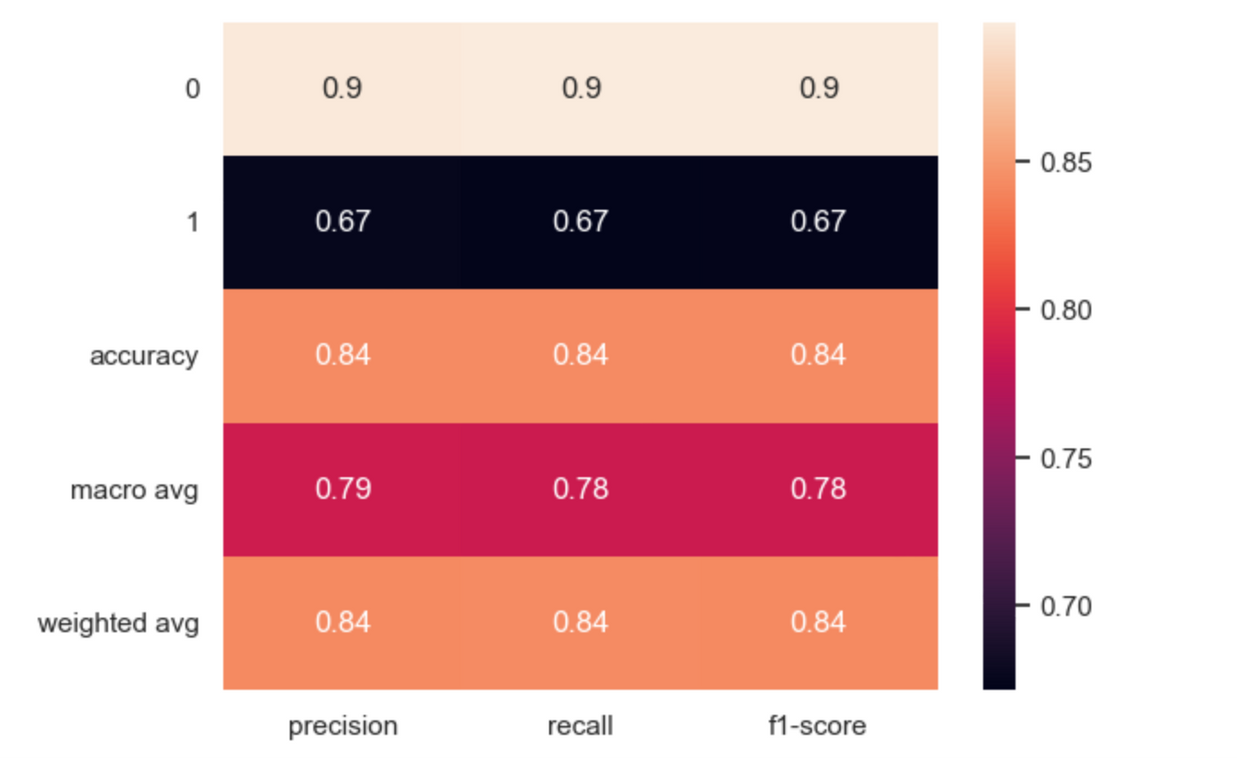 0 0.9 0.9 0.9
1 0.67 0.67 0.67
accuracy 0.84 0.84 0.84
macro avg 0.79 0.78 0.78
weighted avg 0.84 0.84 0.84
precision recall f1-score
0.85
0.80
0.75
0.70